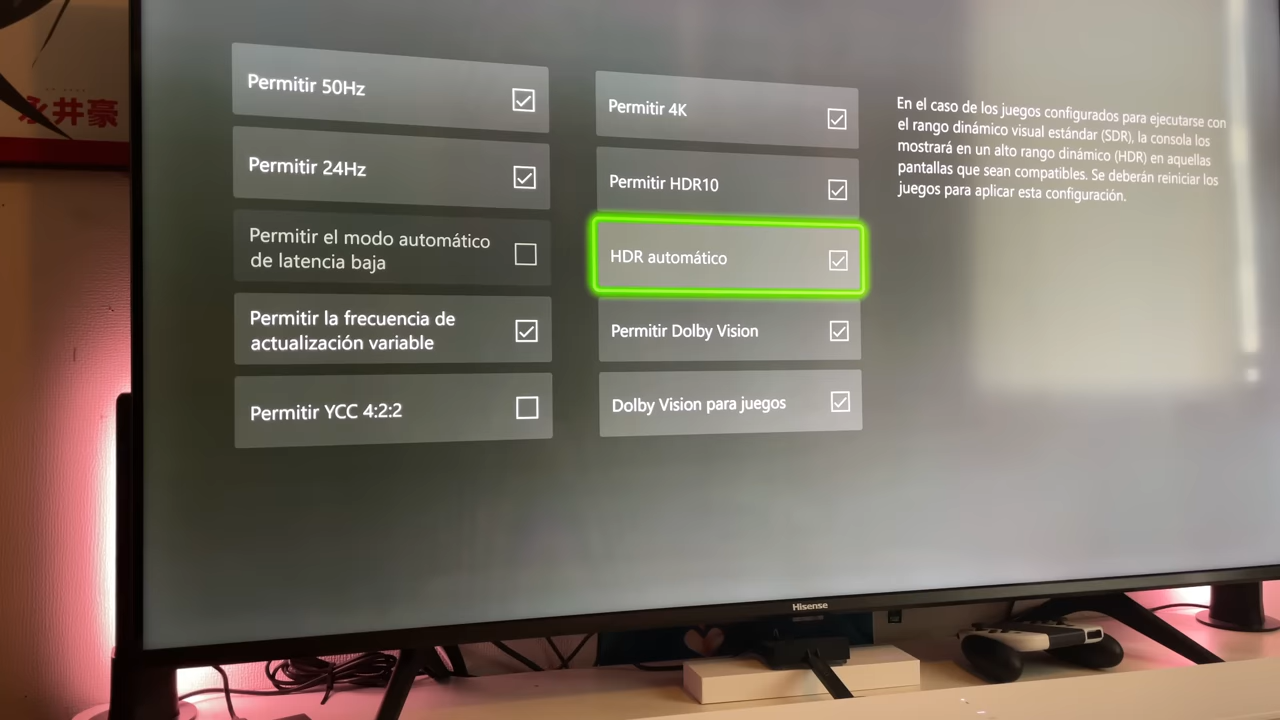 永井豪
Permitir 50Hz
Permitir 24Hz
Permitir el modo automático
de latencia baja
Permitir la frecuencia de
actualización variable
Permitir YCC 4:2:2
Permitir 4K
Permitir HDR10
HDR automático
Permitir Dolby Vision
Dolby Vision para juegos
En el caso de los juegos configurados para ejecutarse con
el rango dinámico visual estándar (SDR), la consola los
mostrará en un alto rango dinámico (HDR) en aquellas
pantallas que sean compatibles. Se deberán reiniciar los
juegos para aplicar esta configuración.
Hisense